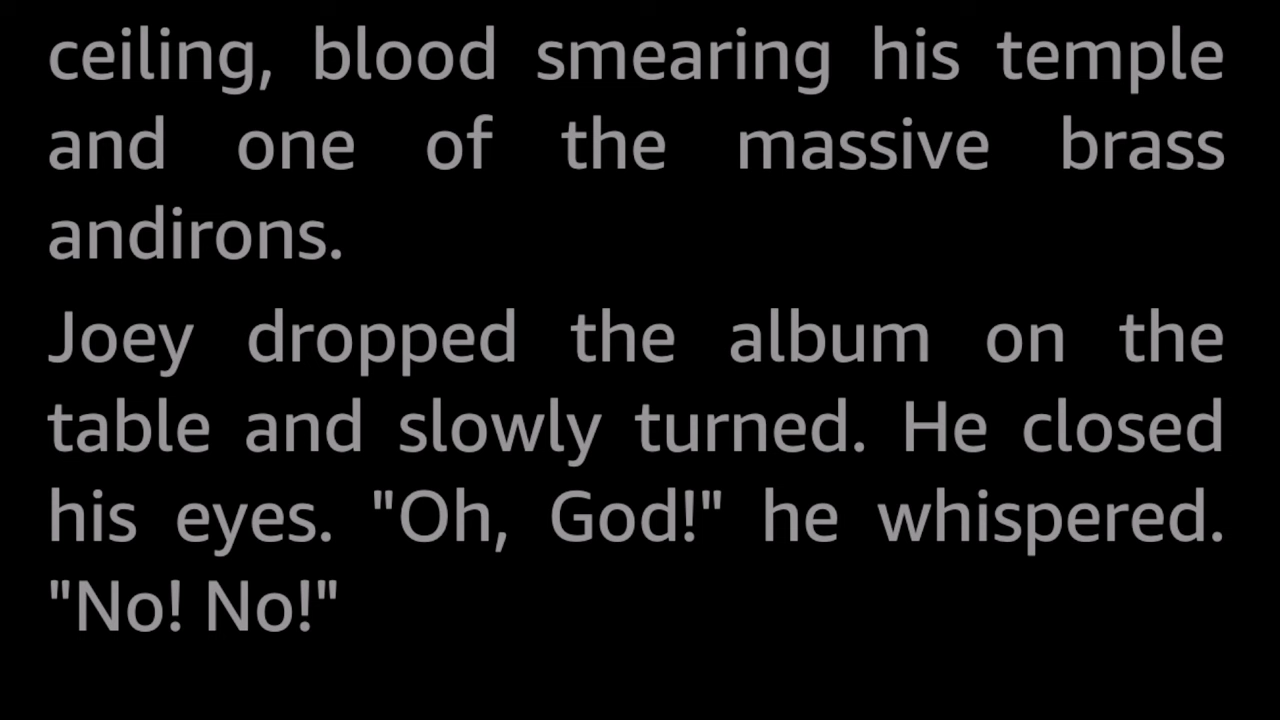 ceiling, blood smearing his temple
and one of the massive brass
andirons.
Joey dropped the album on the
table and slowly turned. He closed
his eyes. "Oh, God!" he whispered.
"No! No!"